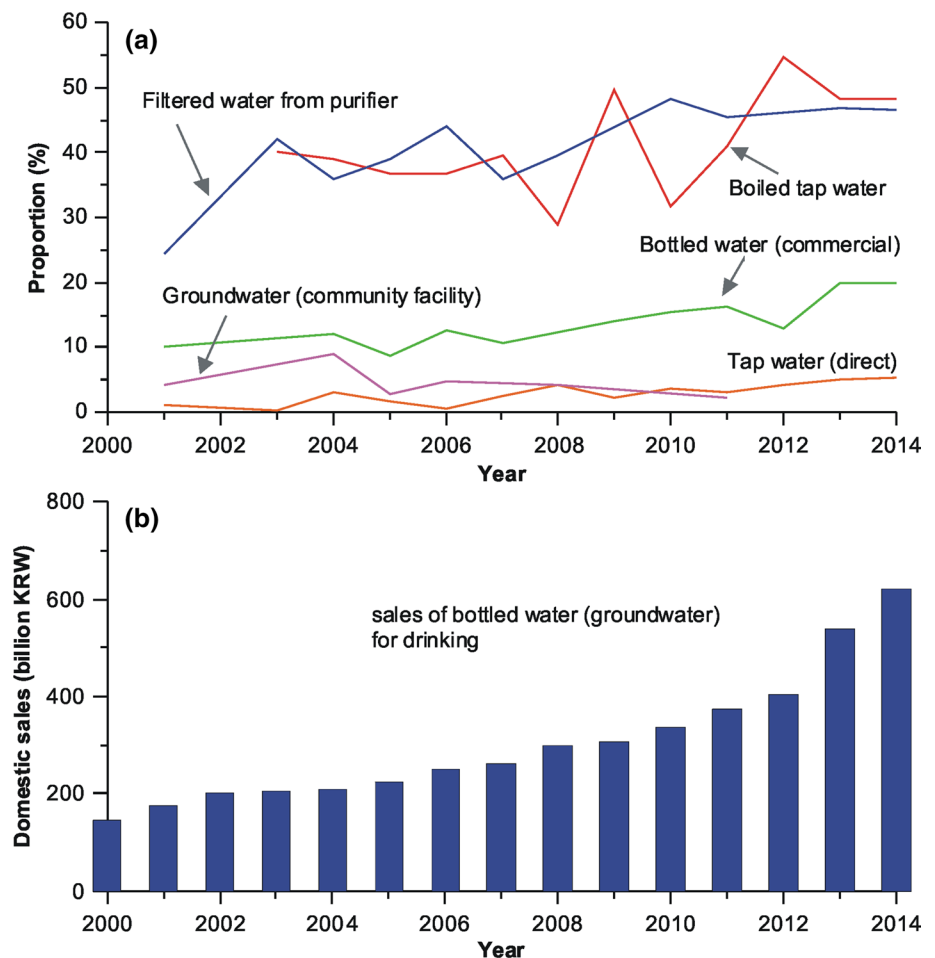 (a)
60
50
40
30
20
10
0
Proportion (%)
Filtered water from purifier
Boiled tap water
Bottled water (commercial)
Groundwater (community facility)
Tap water (direct)
2000 2002 2004 2006 2008 2010 2012 2014
Year
(b)
800
600
400
200
0
Domestic sales (billion KRW)
sales of bottled water (groundwater)
for drinking
2000 2002 2004 2006 2008 2010 2012 2014
Year